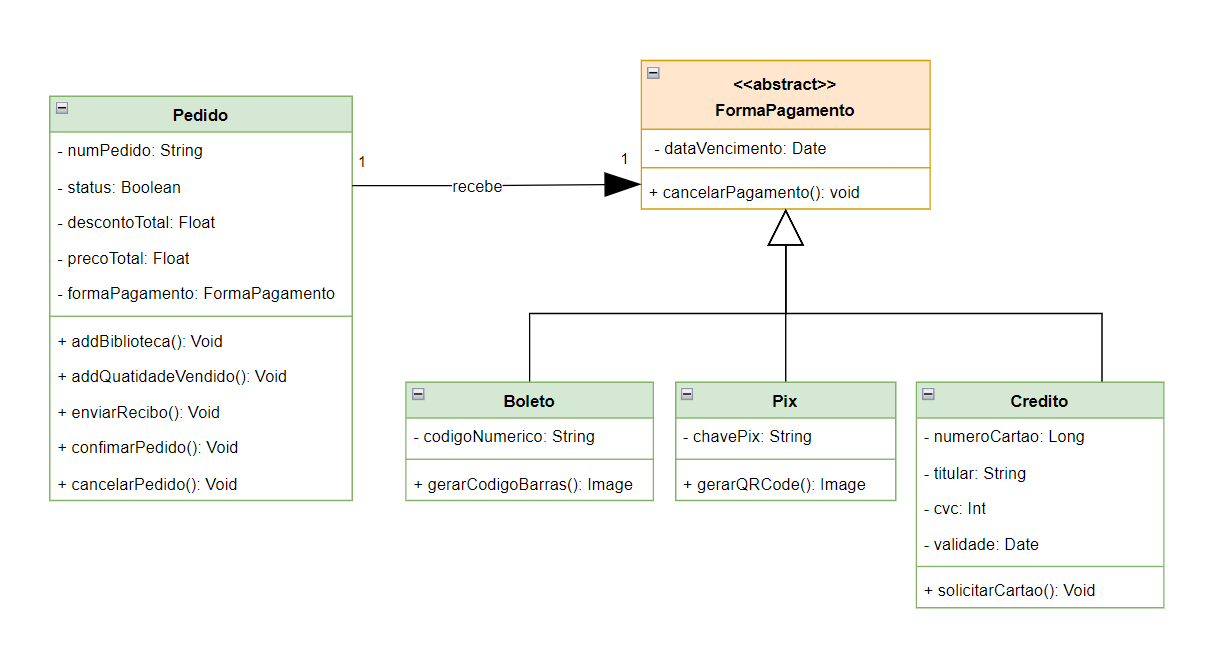 Pedido
- numPedido: String
- status: Boolean
- descontoTotal: Float
- precoTotal: Float
- formaPagamento: FormaPagamento
+ addBiblioteca(): Void
+ addQuatidadeVendido(): Void
+ enviarRecibo(): Void
+ confimarPedido(): Void
+ cancelarPedido(): Void
1
recebe
1
<<abstract>>
FormaPagamento
- dataVencimento: Date
+ cancelarPagamento(): void
Boleto
- codigoNumerico: String
+ gerarCodigoBarras(): Image
Pix
- chavePix: String
+ gerarQRCode(): Image
Credito
- numeroCartao: Long
- titular: String
- cvc: Int
- validade: Date
+ solicitarCartao(): Void